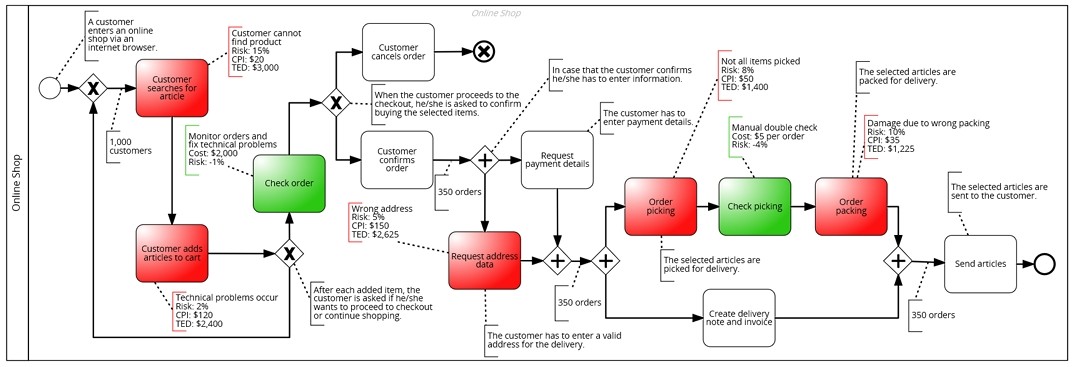 Online Shop
Online Shop
A customer
enters an online
shop via an
internet browser.
X
Customer
searches for
article
Customer cannot
find product
Risk: 15%
CPI: $20
TED: $3,000
1,000
customers
Monitor orders and
fix technical problems
Cost: $2,000
Risk: -1%
Check order
Customer adds
articles to cart
Technical problems occur
Risk: 2%
CPI: $120
TED: $2,400
X
After each added item, the
customer is asked if he/she
wants to proceed to checkout
or continue shopping.
X
When the customer proceeds to the
checkout, he/she is asked to confirm
buying the selected items.
Customer
cancels order
Customer
confirms
order
350 orders
In case that the customer confirms
he/she has to enter information.
Request
payment details
The customer has to
enter payment details.
Wrong address
Risk: 5%
CPI: $150
TED: $2,625
Request address
data
The customer has to enter a valid
address for the delivery.
350 orders
Order
picking
Not all items picked
Risk: 8%
CPI: $50
TED: $1,400
The selected articles are
picked for delivery.
Manual double check
Cost: $5 per order
Risk: -4%
Check picking
The selected articles are
packed for delivery.
Damage due to wrong packing
Risk: 10%
CPI: $35
TED: $1,225
Order
packing
Create delivery
note and invoice
350 orders
The selected articles are
sent to the customer.
Send articles